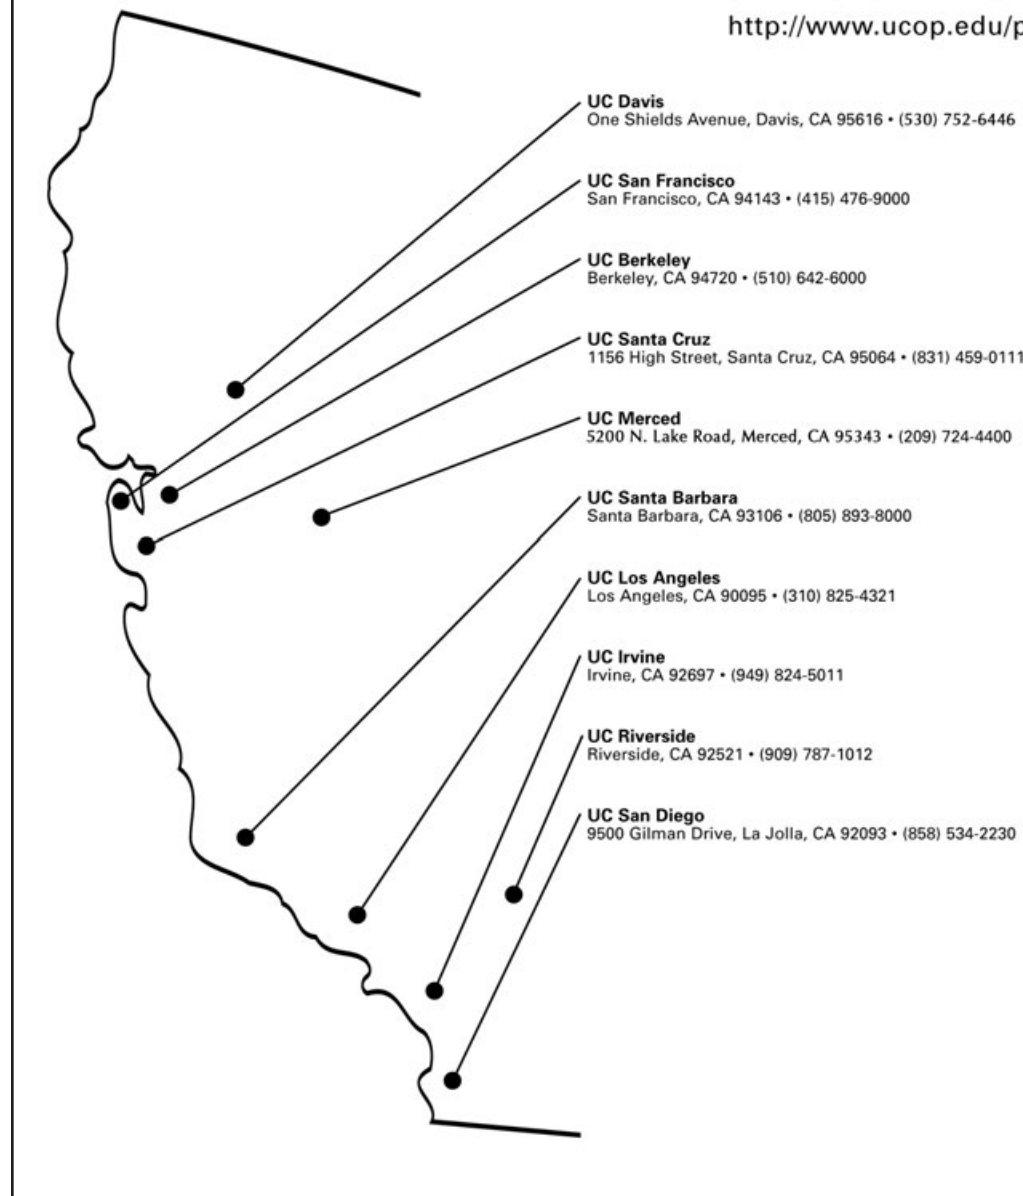 http://www.ucop.edu/p
UC Davis
One Shields Avenue, Davis, CA 95616 • (530) 752-6446
UC San Francisco
San Francisco, CA 94143 • (415) 476-9000
UC Berkeley
Berkeley, CA 94720 • (510) 642-6000
UC Santa Cruz
1156 High Street, Santa Cruz, CA 95064 • (831) 459-0111
UC Merced
5200 N. Lake Road, Merced, CA 95343 • (209) 724-4400
UC Santa Barbara
Santa Barbara, CA 93106 • (805) 893-8000
UC Los Angeles
Los Angeles, CA 90095 • (310) 825-4321
UC Irvine
Irvine, CA 92697 • (949) 824-5011
UC Riverside
Riverside, CA 92521 • (909) 787-1012
UC San Diego
9500 Gilman Drive, La Jolla, CA 92093 • (858) 534-2230